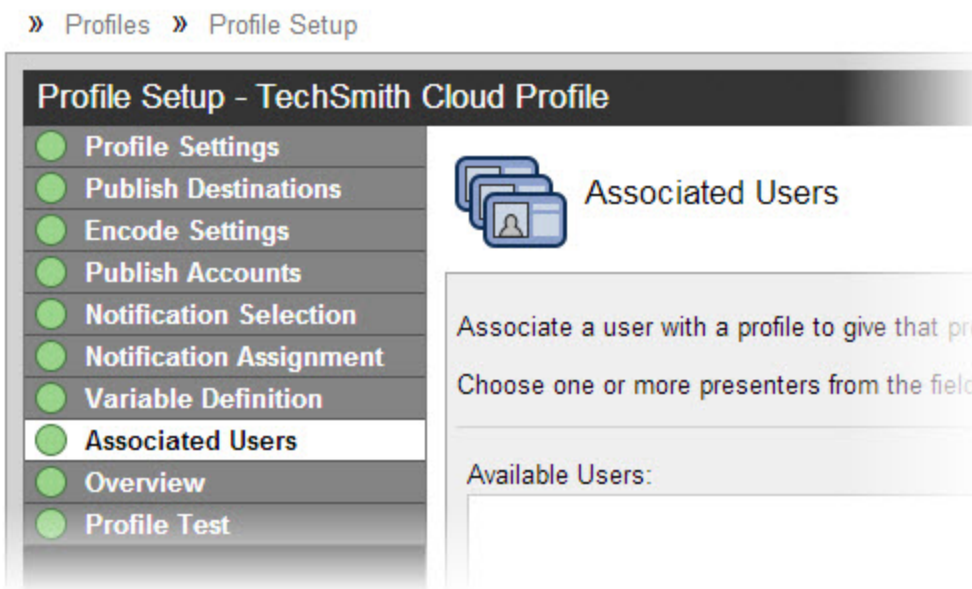 » Profiles » Profile Setup
Profile Setup - TechSmith Cloud Profile
Profile Settings
Publish Destinations
Encode Settings
Publish Accounts
Notification Selection
Notification Assignment
Variable Definition
Associated Users
Overview
Profile Test
Associated Users
Associate a user with a profile to give that
Choose one or more presenters from the field
Available Users: